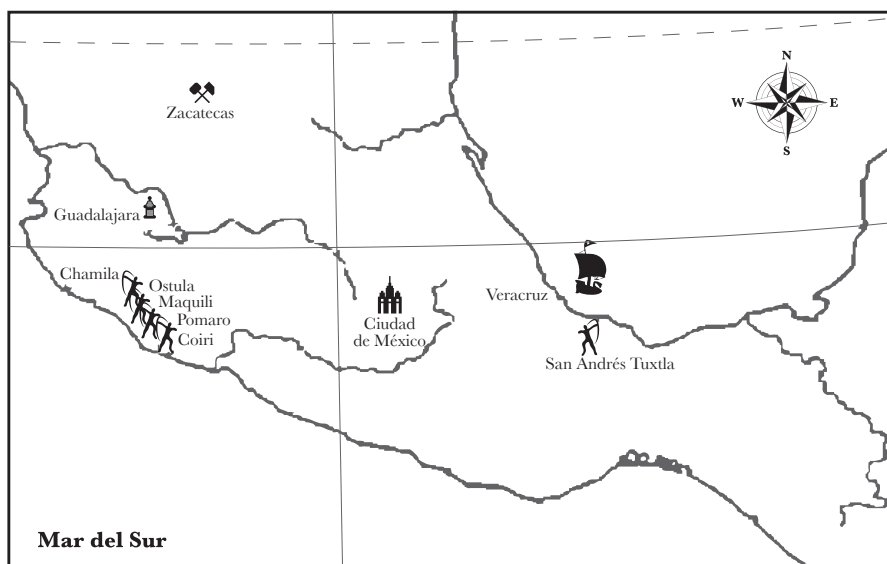 N
W
E
S
Zacatecas
Guadalajara
Chamila
Ostula
Maquili
Pomaro
Coiri
Veracruz
Ciudad
de México
San Andrés Tuxtla
Mar del Sur